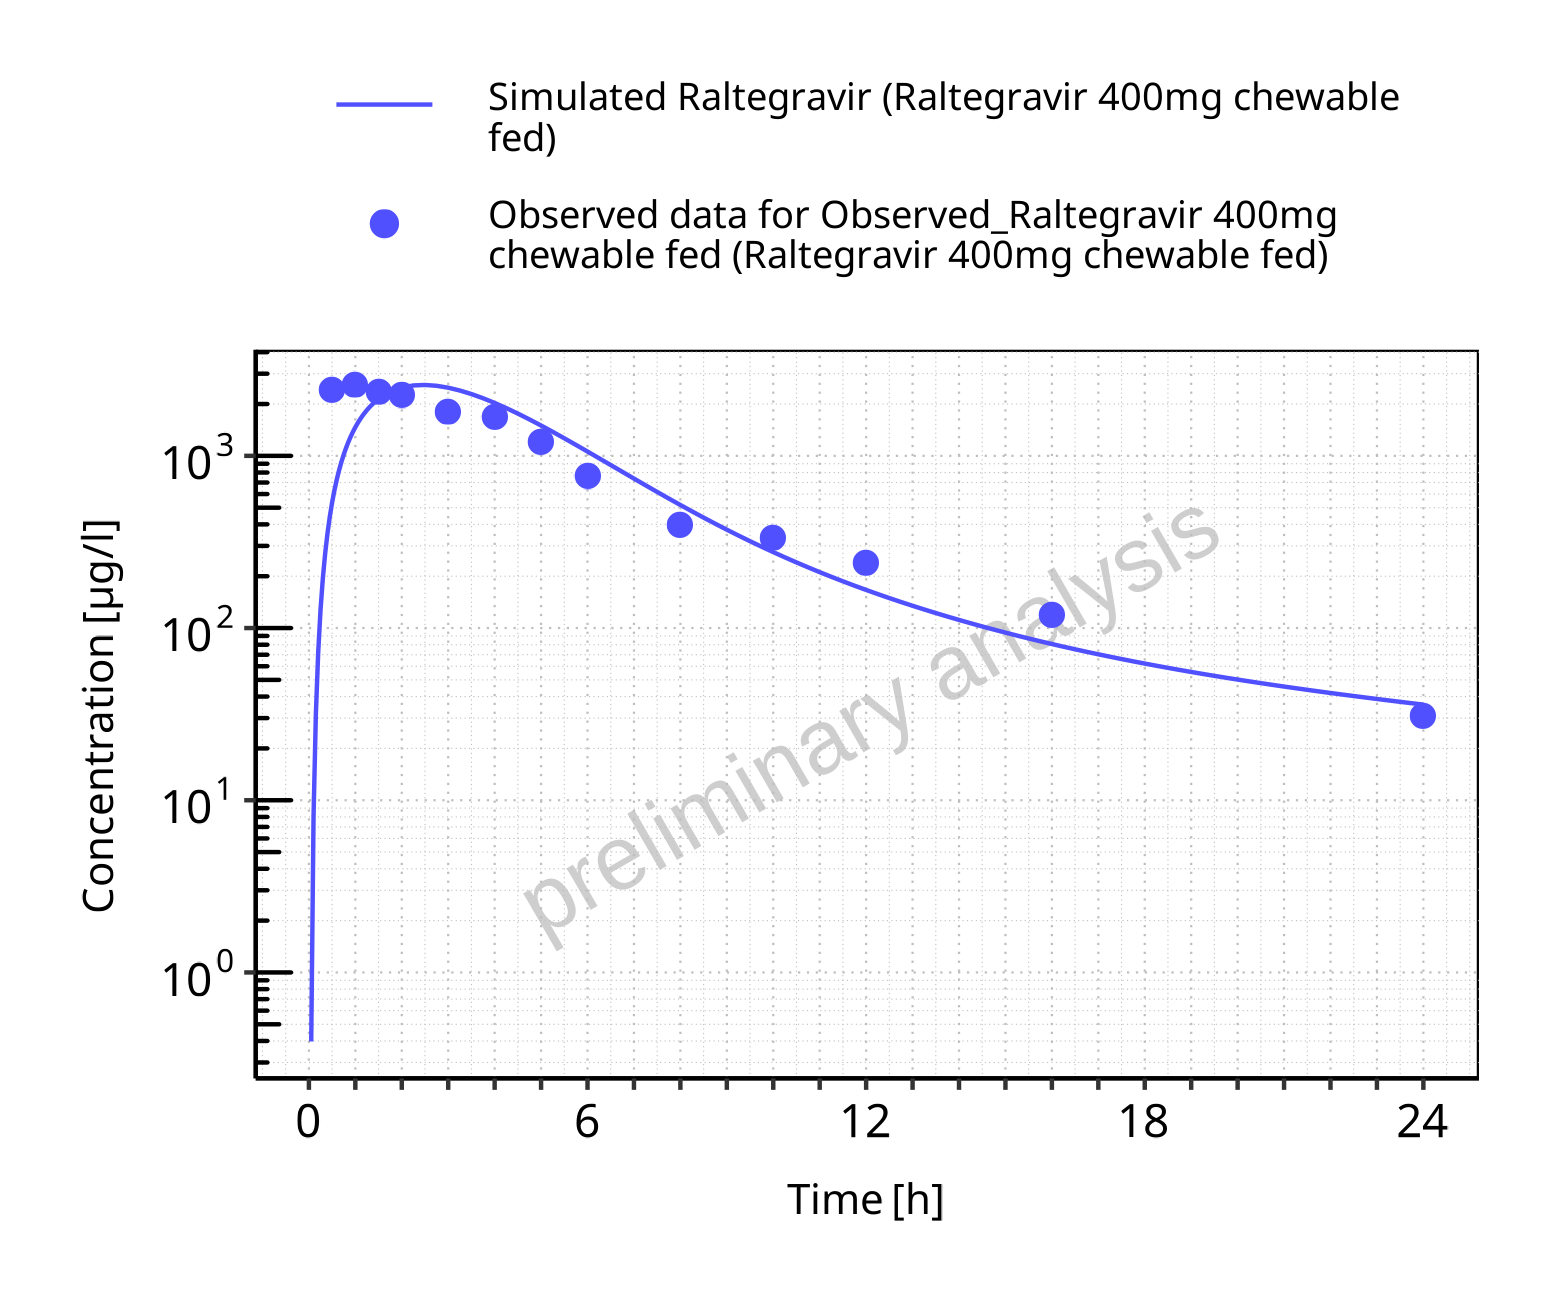 Simulated Raltegravir (Raltegravir 400mg chewable
fed)
Observed data for Observed_Raltegravir 400mg
chewable fed (Raltegravir 400mg chewable fed)
Concentration [µg/l]
10³
10²
10¹
10⁰
preliminary analysis
0 6 12 18 24
Time [h]